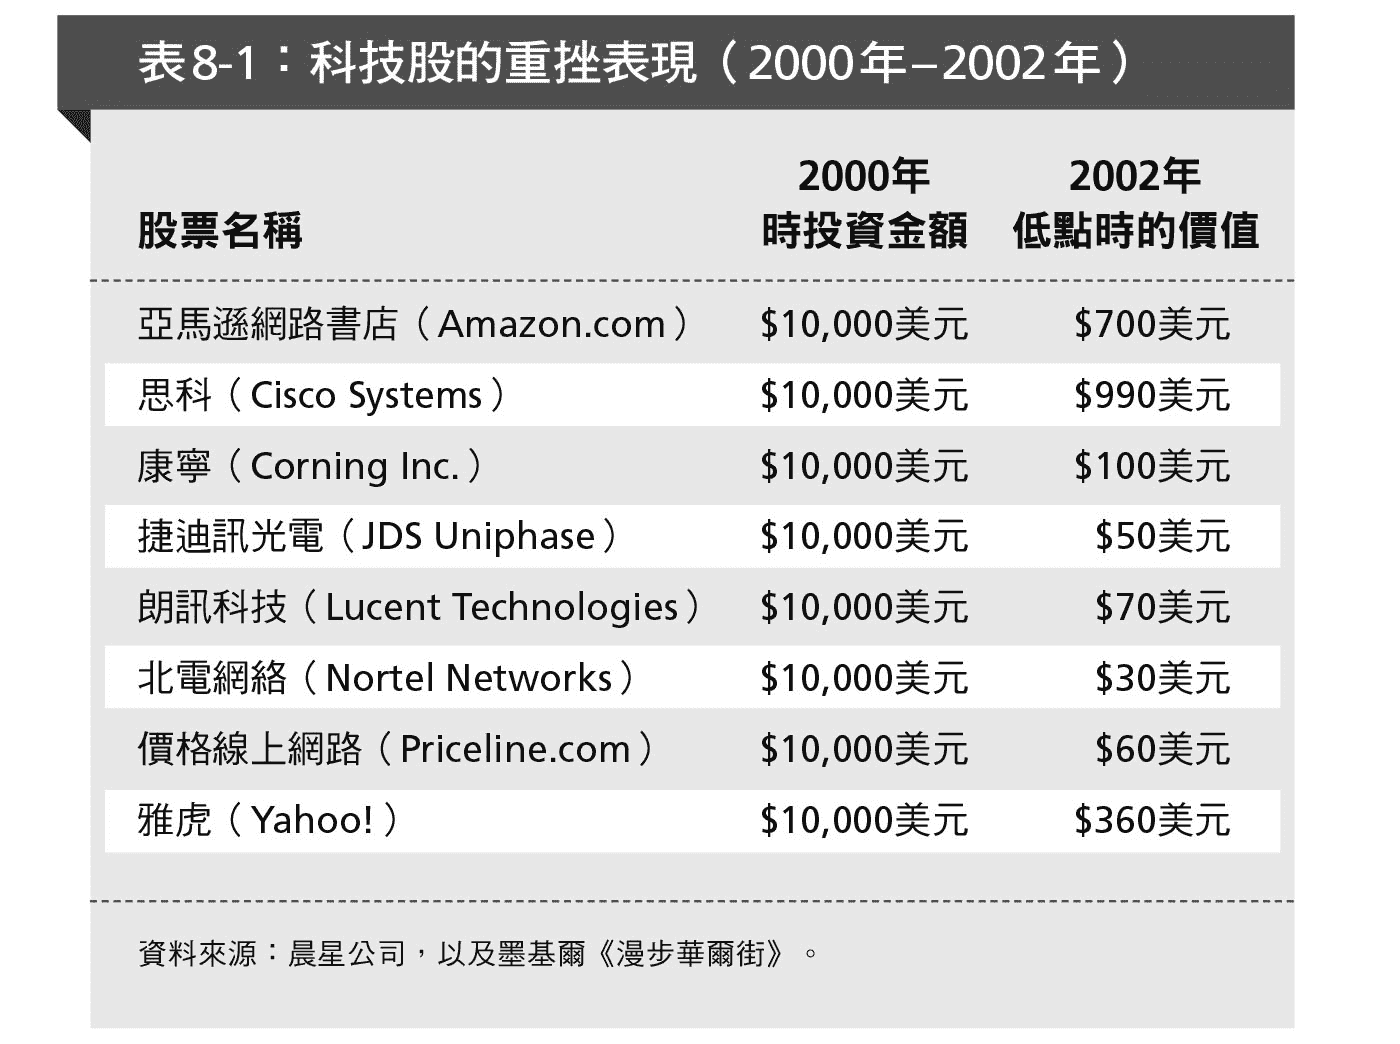 表8-1：科技股的重挫表現（2000年–2002年）
2000年 2002年
股票名稱 時投資金額 低點時的價值
亞馬遜網路書店（Amazon.com） $10,000美元 $700美元
思科（Cisco Systems） $10,000美元 $990美元
康寧（Corning Inc.） $10,000美元 $100美元
捷迪訊光電（JDS Uniphase） $10,000美元 $50美元
朗訊科技（Lucent Technologies） $10,000美元 $70美元
北電網絡（Nortel Networks） $10,000美元 $30美元
價格線上網路（Priceline.com） $10,000美元 $60美元
雅虎（Yahoo!） $10,000美元 $360美元
資料來源：晨星公司，以及墨基爾《漫步華爾街》。